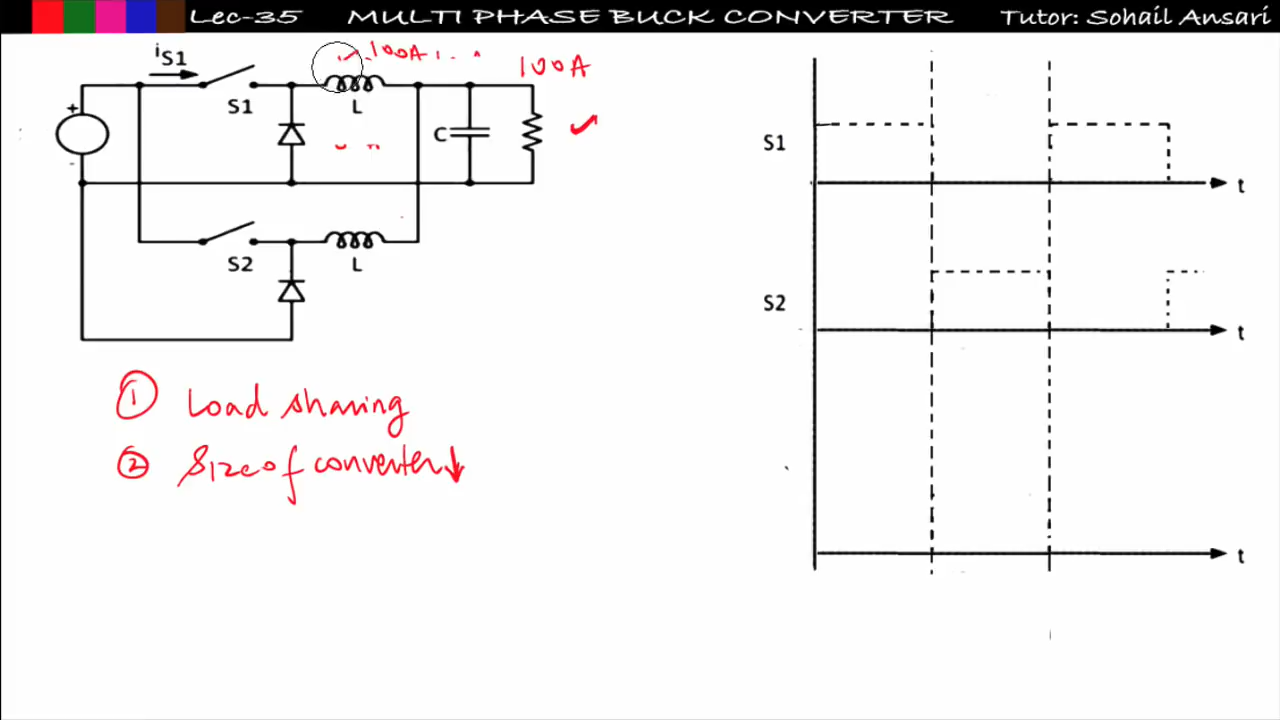 Lec-35 MULTI PHASE BUCK CONVERTER Tutor: Sohail Ansari
iS1
100A
100A
S1
L
+
C
-
S2
L
S1
t
S2
t
t
① Load sharing
② Size of converter ↓